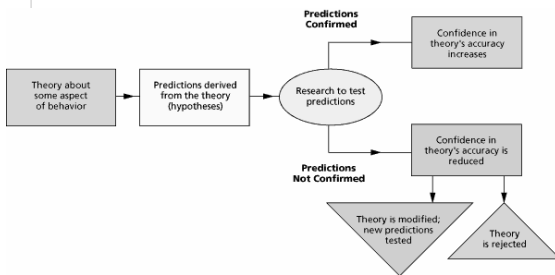 Predictions
Confirmed
Confidence in
theory's accuracy
increases
Theory about
some aspect
of behavior
Predictions derived
from the theory
(hypotheses)
Research to test
predictions
Predictions
Not Confirmed
Confidence in
theory's accuracy is
reduced
Theory is modified;
new predictions
tested
Theory
is rejected